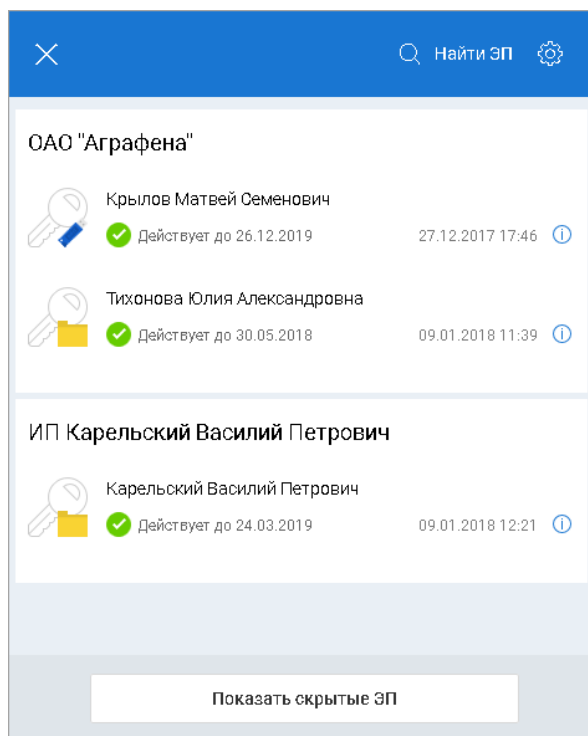 Найти ЭП
ОАО "Аграфена"
Крылов Матвей Семенович
Действует до 26.12.2019 27.12.2017 17:46
Тихонова Юлия Александровна
Действует до 30.05.2018 09.01.2018 11:39
ИП Карельский Василий Петрович
Карельский Василий Петрович
Действует до 24.03.2019 09.01.2018 12:21
Показать скрытые ЭП